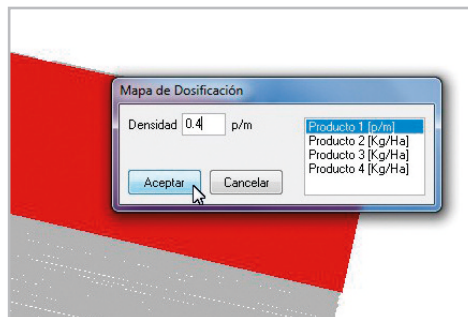 Mapa de Dosificación
Densidad 0.4 p/m
Producto 1 [p/m]
Producto 2 [Kg/Ha]
Producto 3 [Kg/Ha]
Producto 4 [Kg/Ha]
Aceptar Cancelar